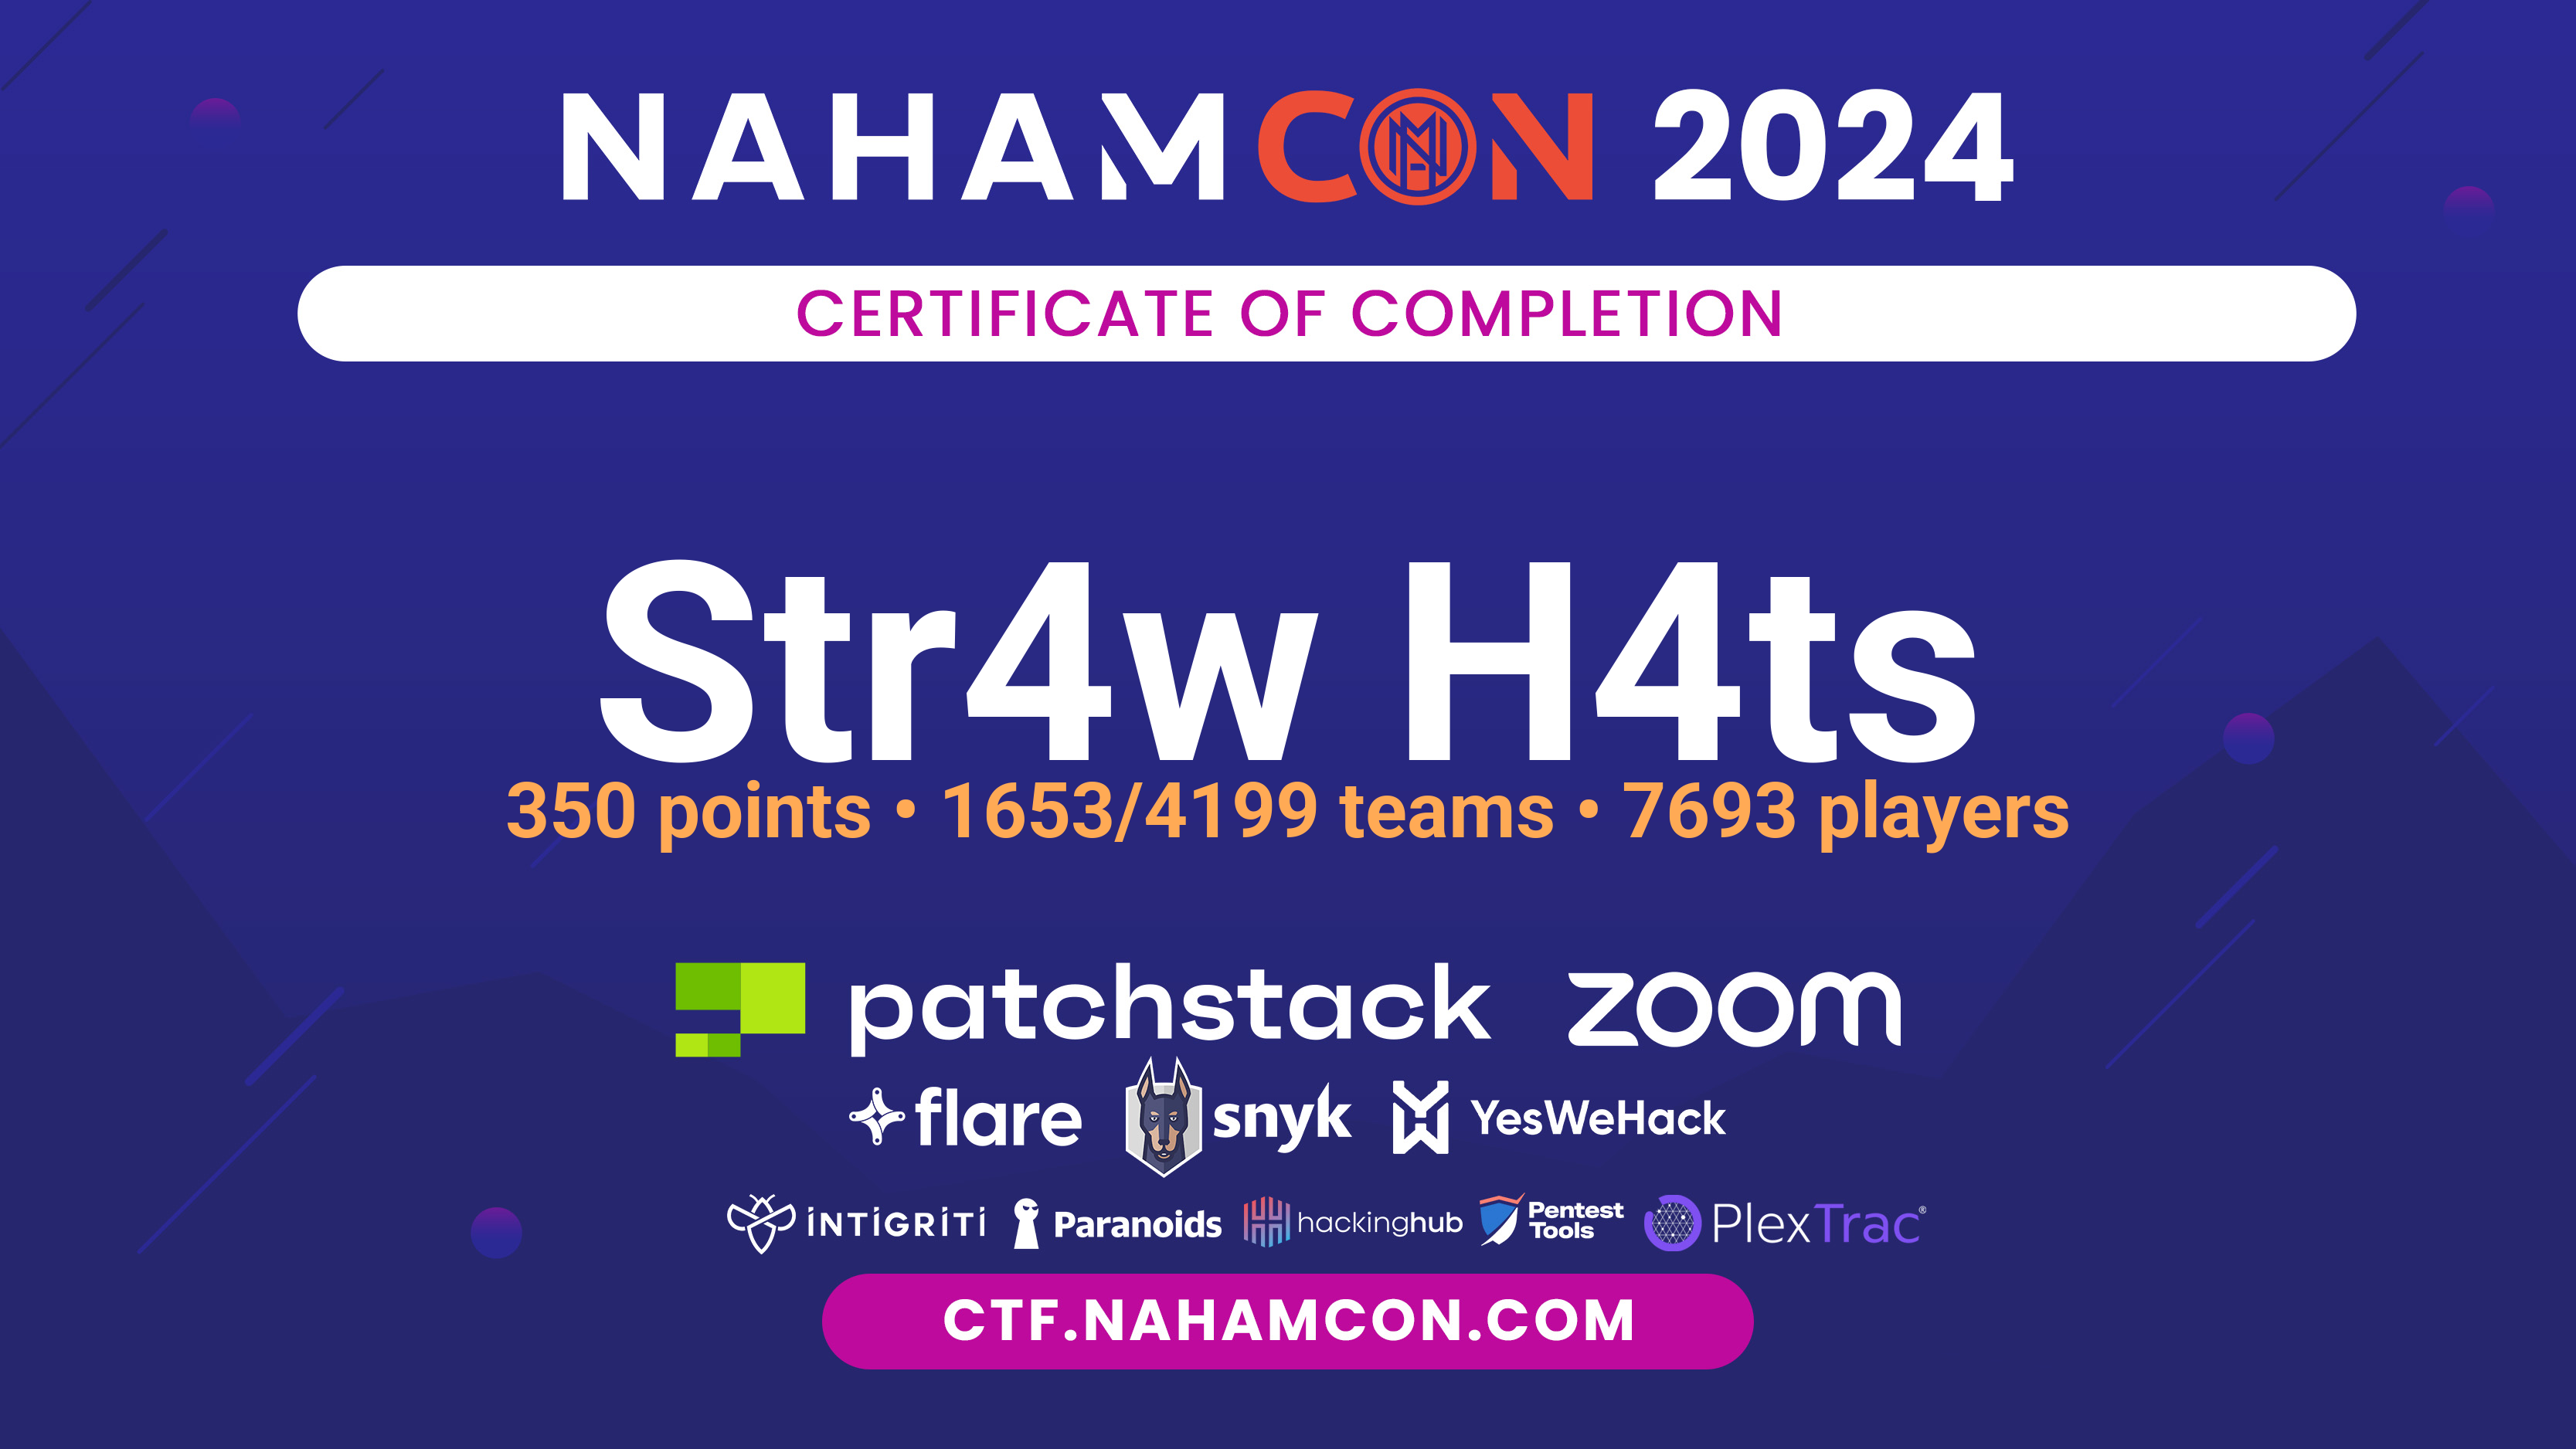 NAHAMCON 2024
CERTIFICATE OF COMPLETION
Str4w H4ts
350 points • 1653/4199 teams • 7693 players
patchstack zoom
flare snyk YesWeHack
INTIGRITI Paranoids hackinghub Pentest Tools PlexTrac®
CTF.NAHAMCON.COM